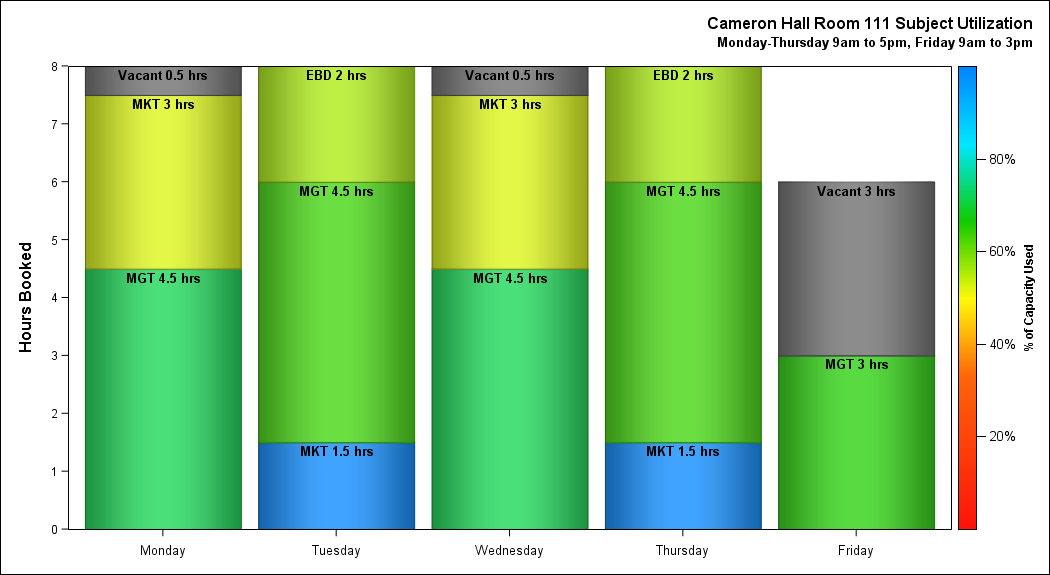 Cameron Hall Room 111 Subject Utilization
Monday-Thursday 9am to 5pm, Friday 9am to 3pm
Hours Booked
8
7
6
5
4
3
2
1
0
Vacant 0.5 hrs
MKT 3 hrs
MGT 4.5 hrs
EBD 2 hrs
MGT 4.5 hrs
MKT 1.5 hrs
Vacant 0.5 hrs
MKT 3 hrs
MGT 4.5 hrs
EBD 2 hrs
MGT 4.5 hrs
MKT 1.5 hrs
Vacant 3 hrs
MGT 3 hrs
Monday
Tuesday
Wednesday
Thursday
Friday
80%
60%
40%
20%
% of Capacity Used